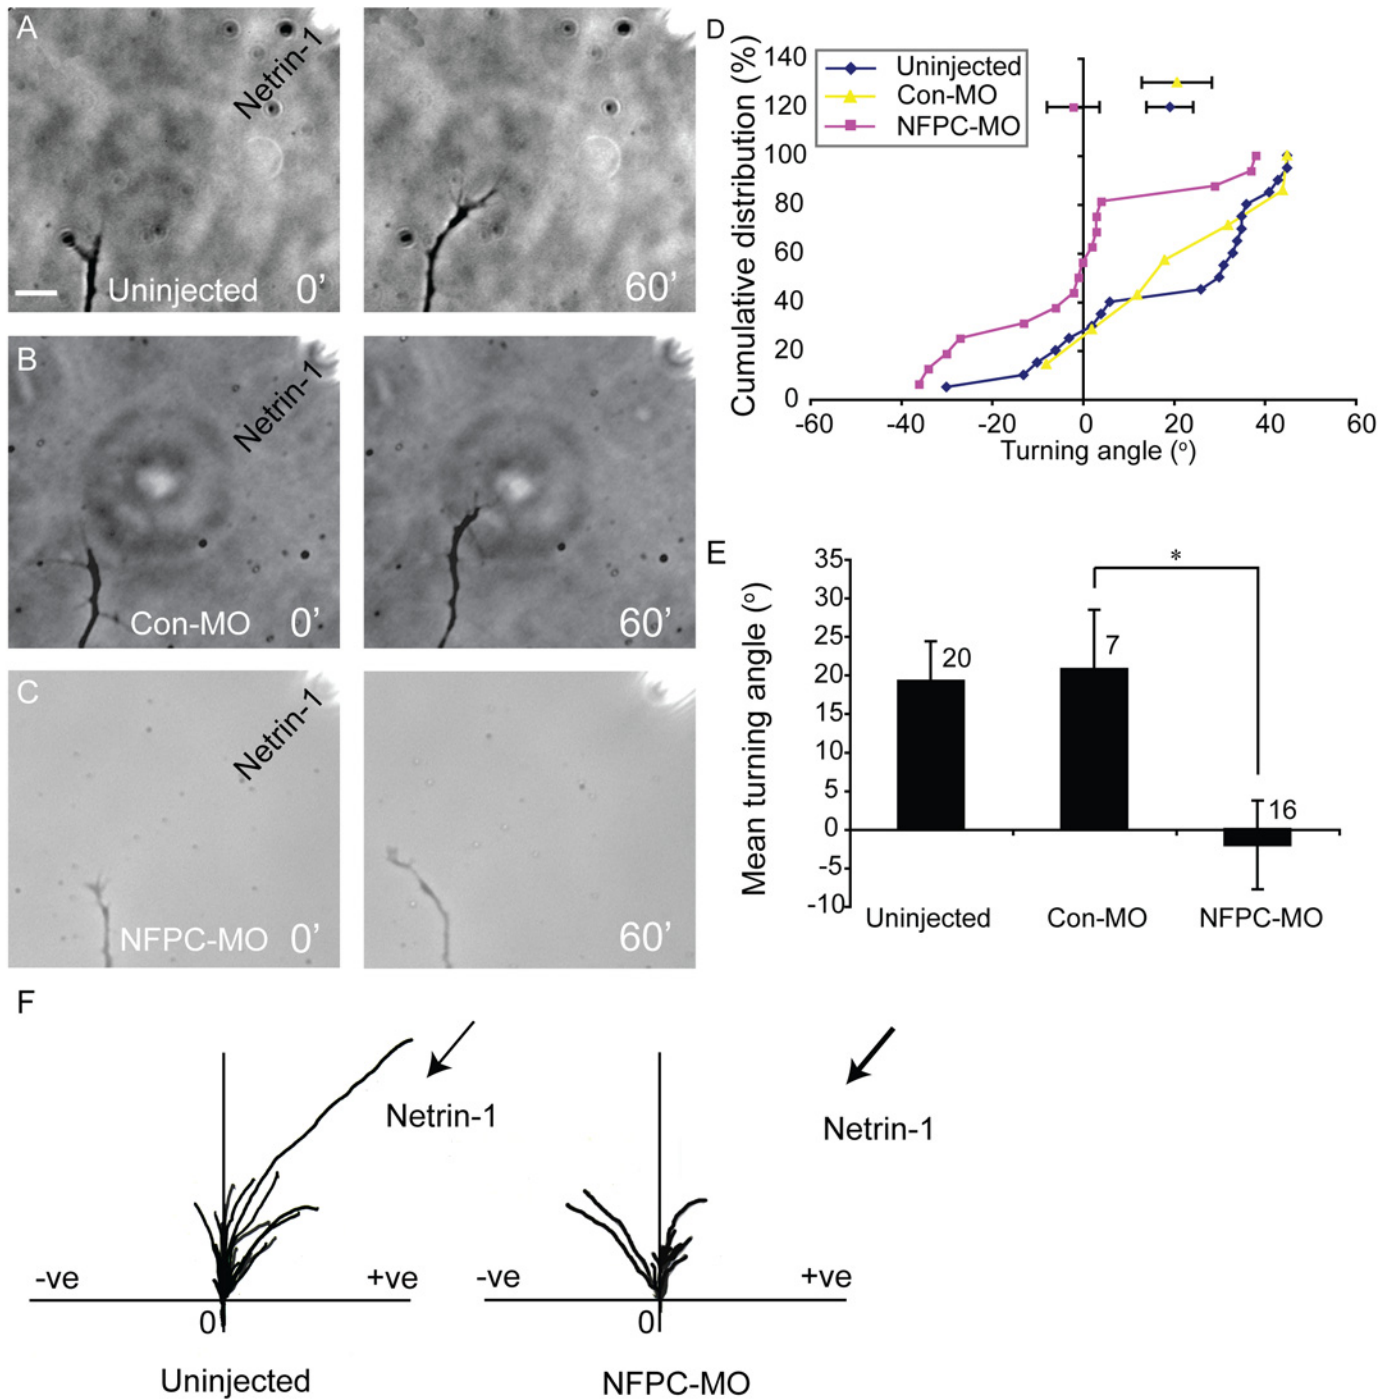 A
Netrin-1
Uninjected 0’
60’
B
Netrin-1
Con-MO 0’
60’
C
Netrin-1
NFPC-MO 0’
60’
D
Cumulative distribution (%)
140
120
100
80
60
40
20
0
Uninjected
Con-MO
NFPC-MO
-60 -40 -20 0 20 40 60
Turning angle (o)
E
Mean turning angle (o)
35
30
25
20
15
10
5
0
-5
-10
20
7
*
16
Uninjected Con-MO NFPC-MO
F
Netrin-1
-ve +ve
0
Uninjected
Netrin-1
-ve +ve
0
NFPC-MO